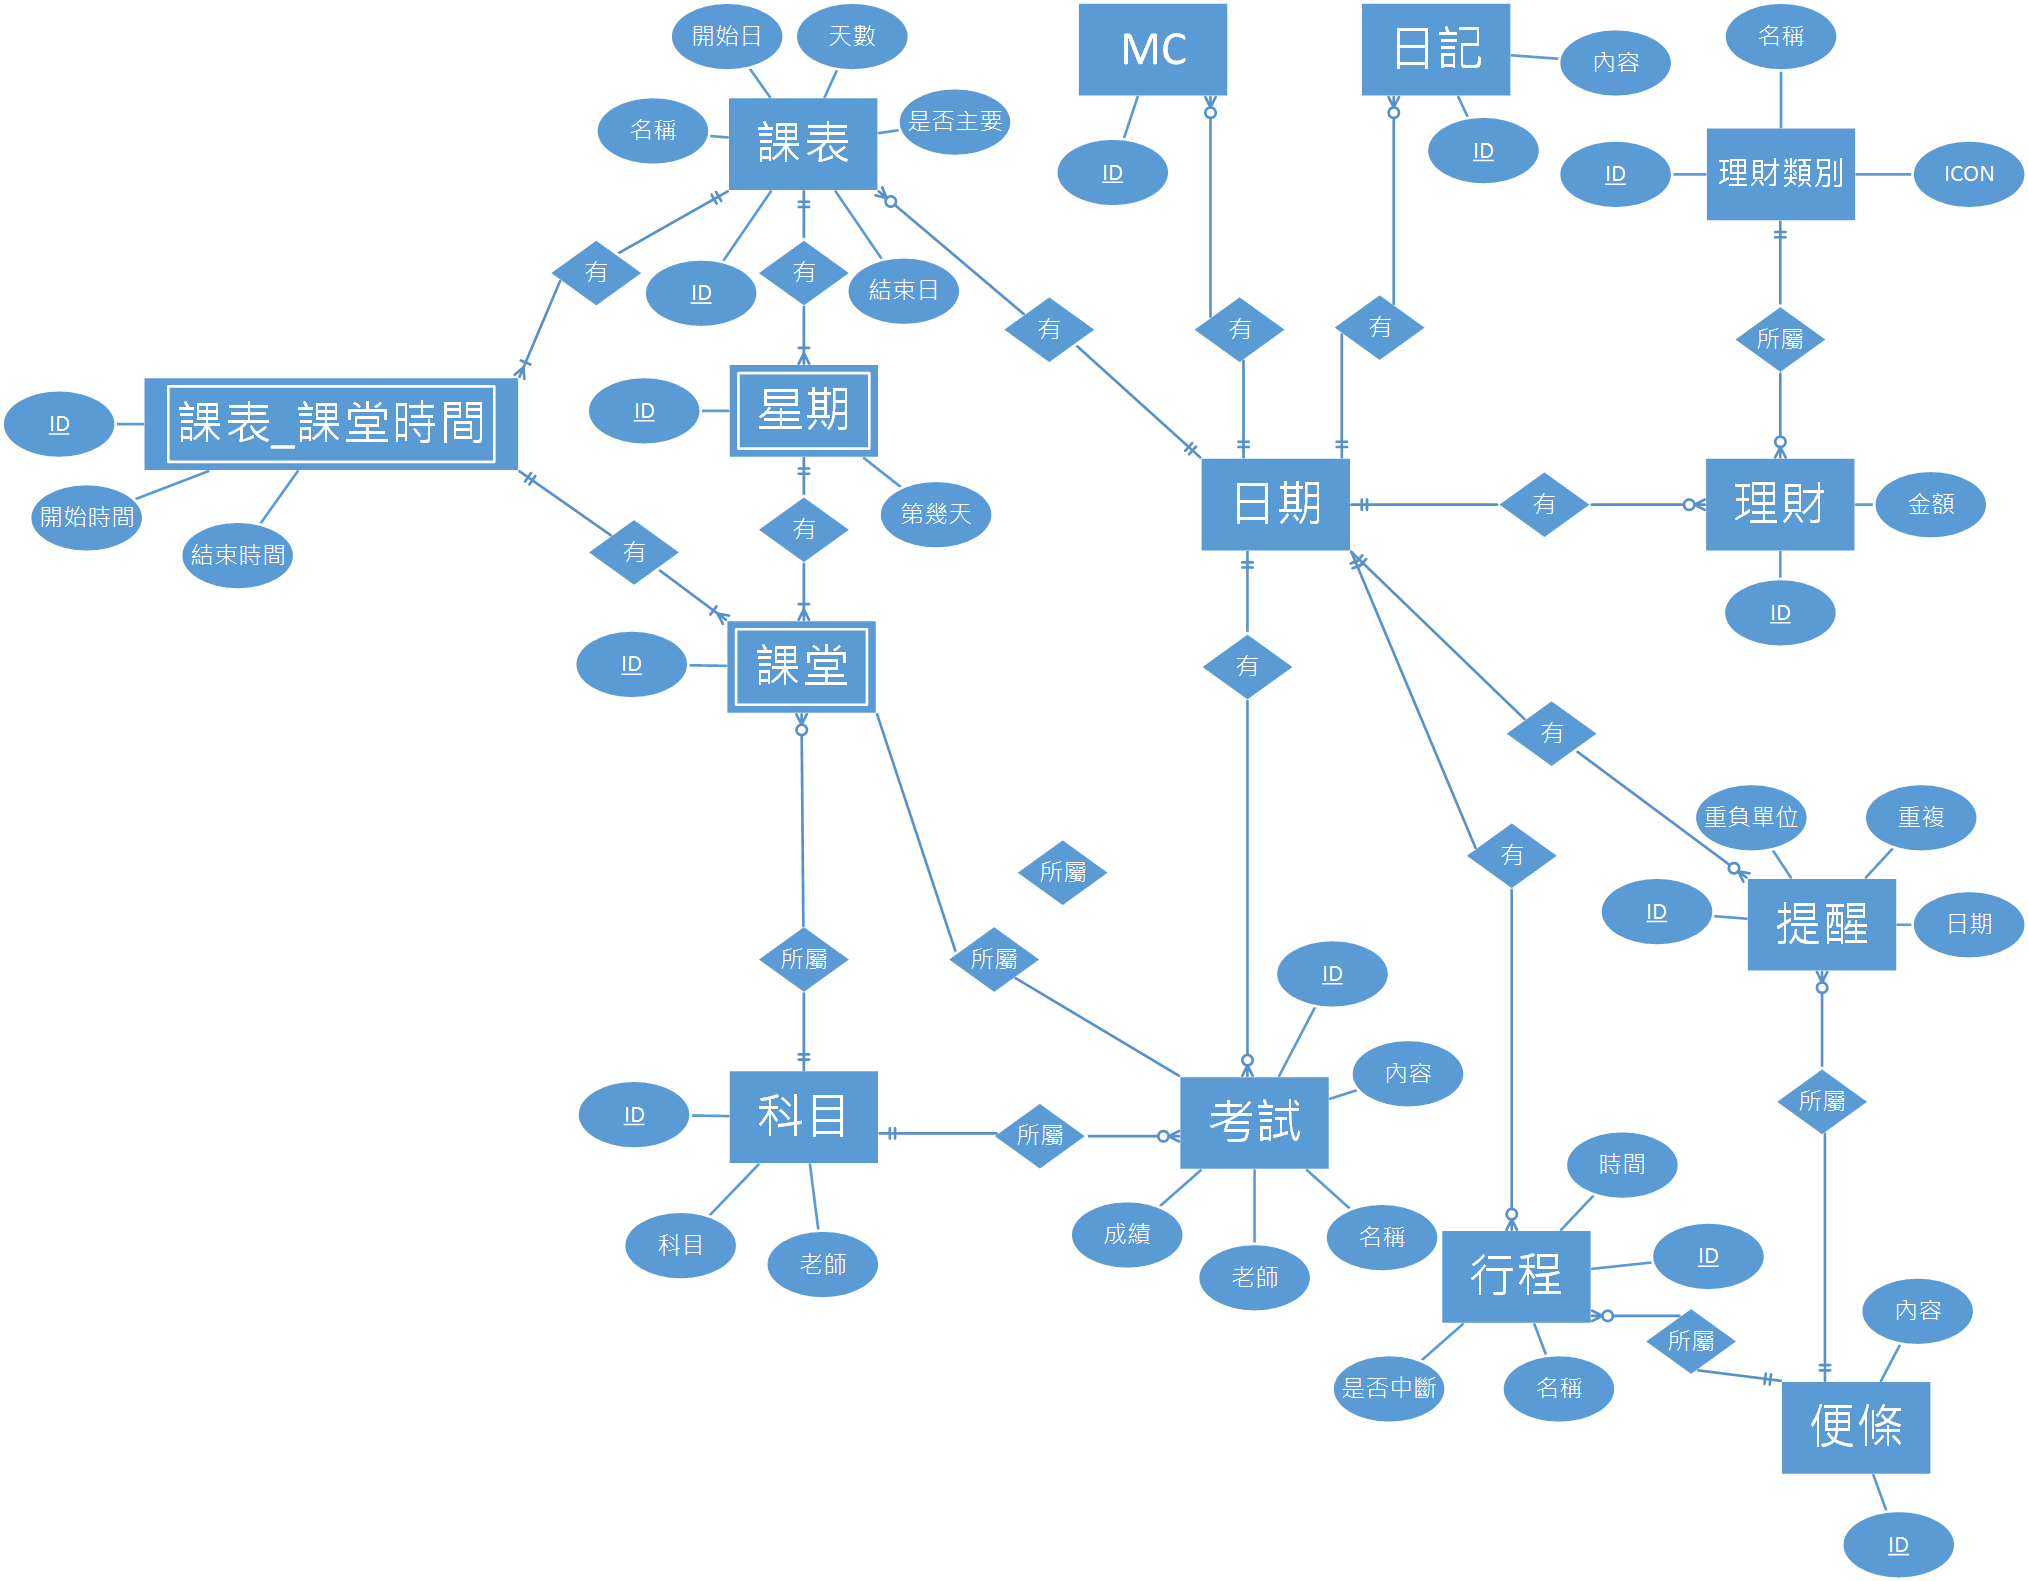 開始日
天數
MC
日記
名稱
內容
名稱
課表
是否主要
ID
ID
ID
理財類別
ICON
有
ID
有
結束日
有
有
有
所屬
ID
課表_課堂時間
ID
星期
開始時間
結束時間
有
有
第幾天
日期
有
理財
金額
ID
ID
課堂
有
有
重負單位
重複
所屬
有
ID
提醒
日期
所屬
所屬
ID
內容
所屬
ID
科目
所屬
考試
時間
科目
老師
成績
老師
名稱
行程
ID
內容
所屬
是否中斷
名稱
便條
ID